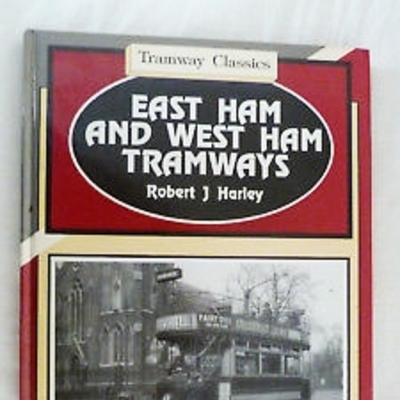 Tramway Classics
EAST HAM
AND WEST HAM
TRAMWAYS
Robert J Harley